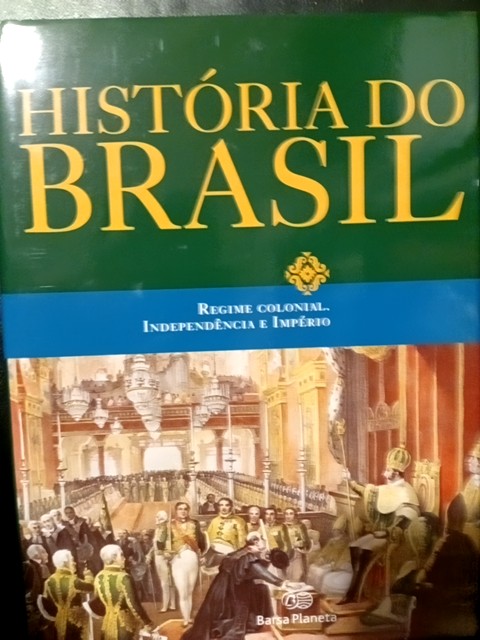 HISTÓRIA DO
BRASIL
REGIME COLONIAL.
INDEPENDÊNCIA E IMPÉRIO
Barsa Planeta